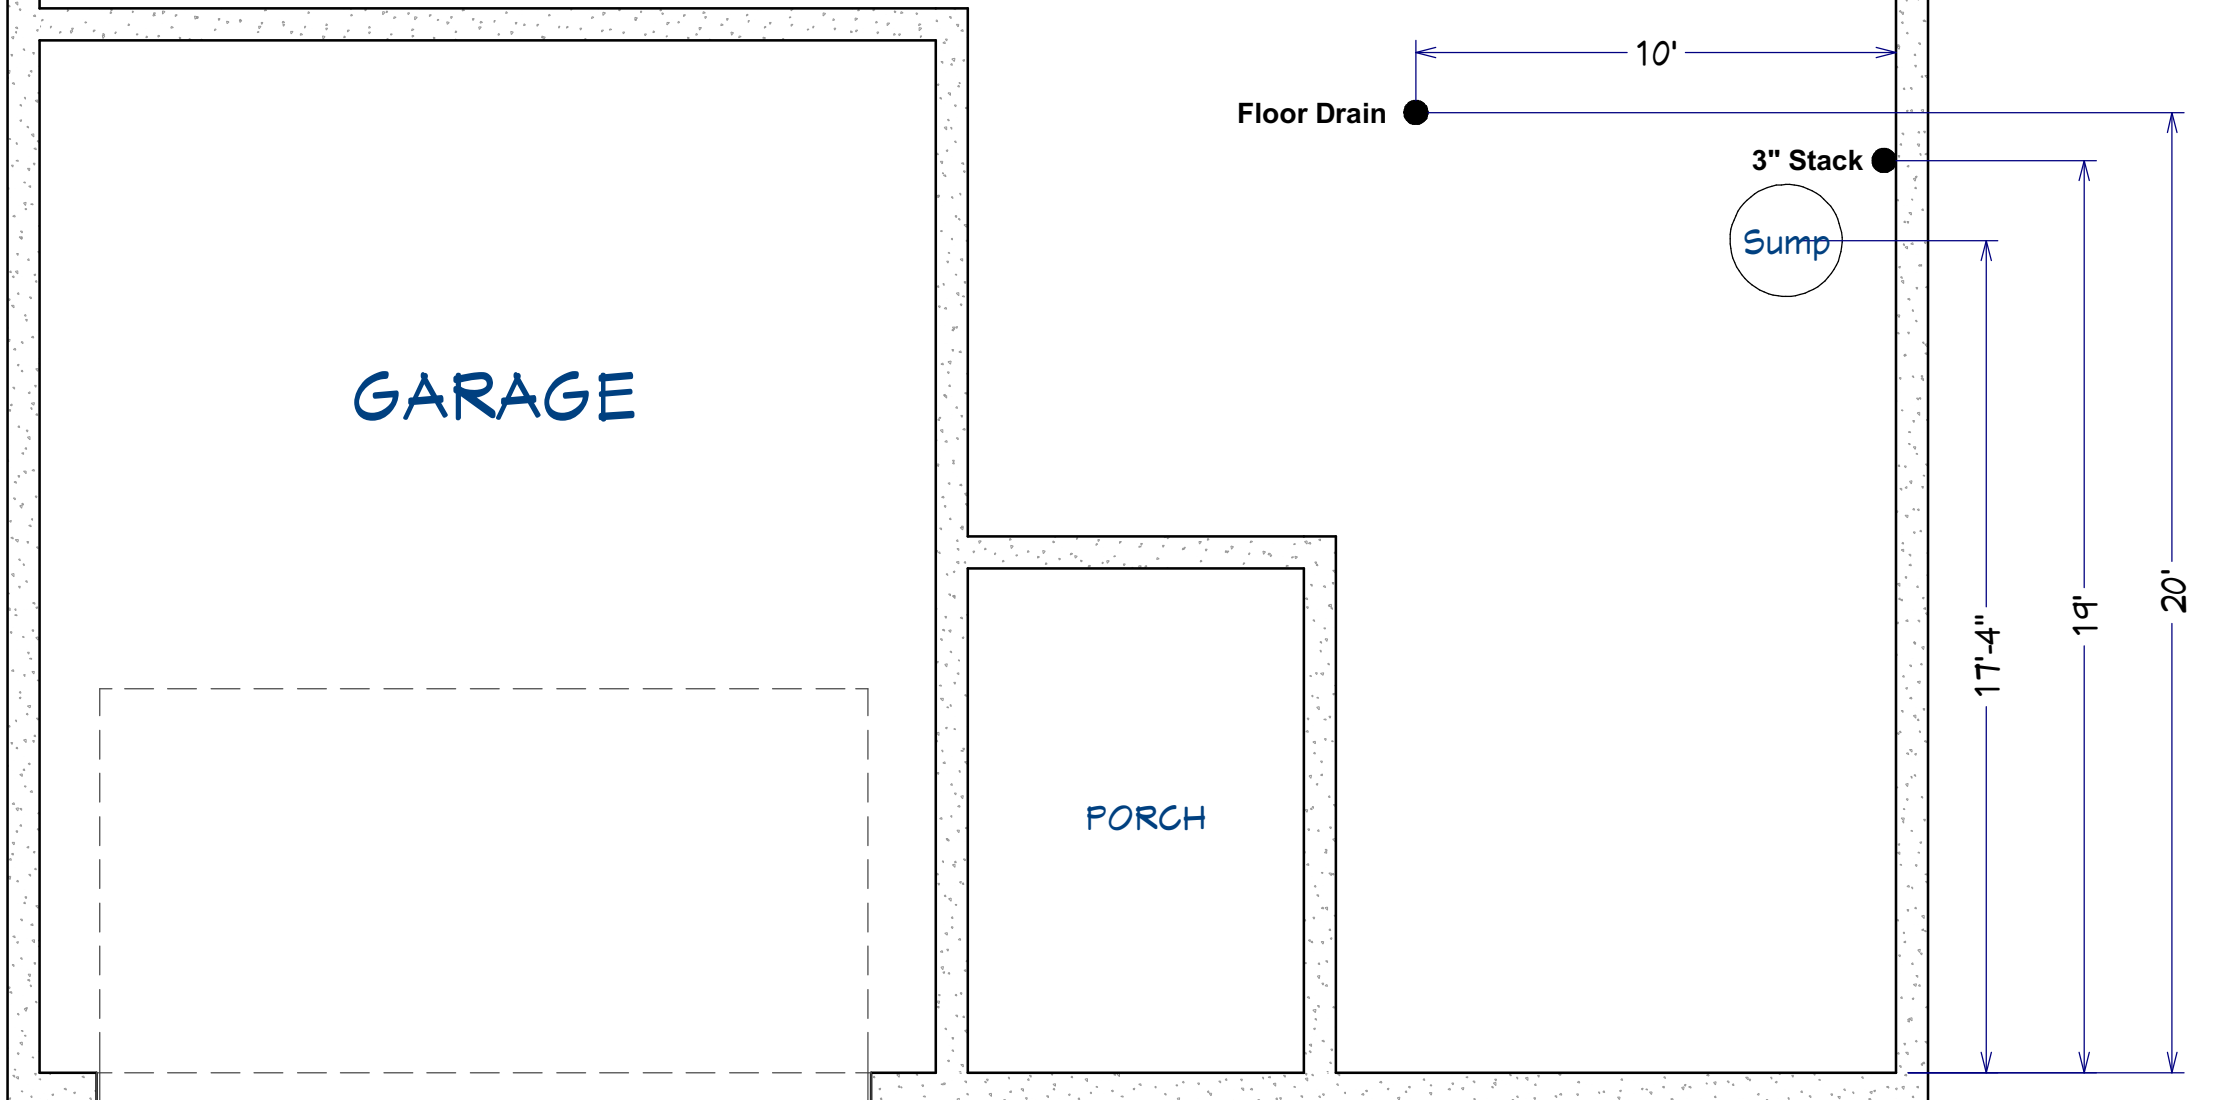 10'
Floor Drain
3" Stack
Sump
GARAGE
20'
19'
17'-4"
PORCH